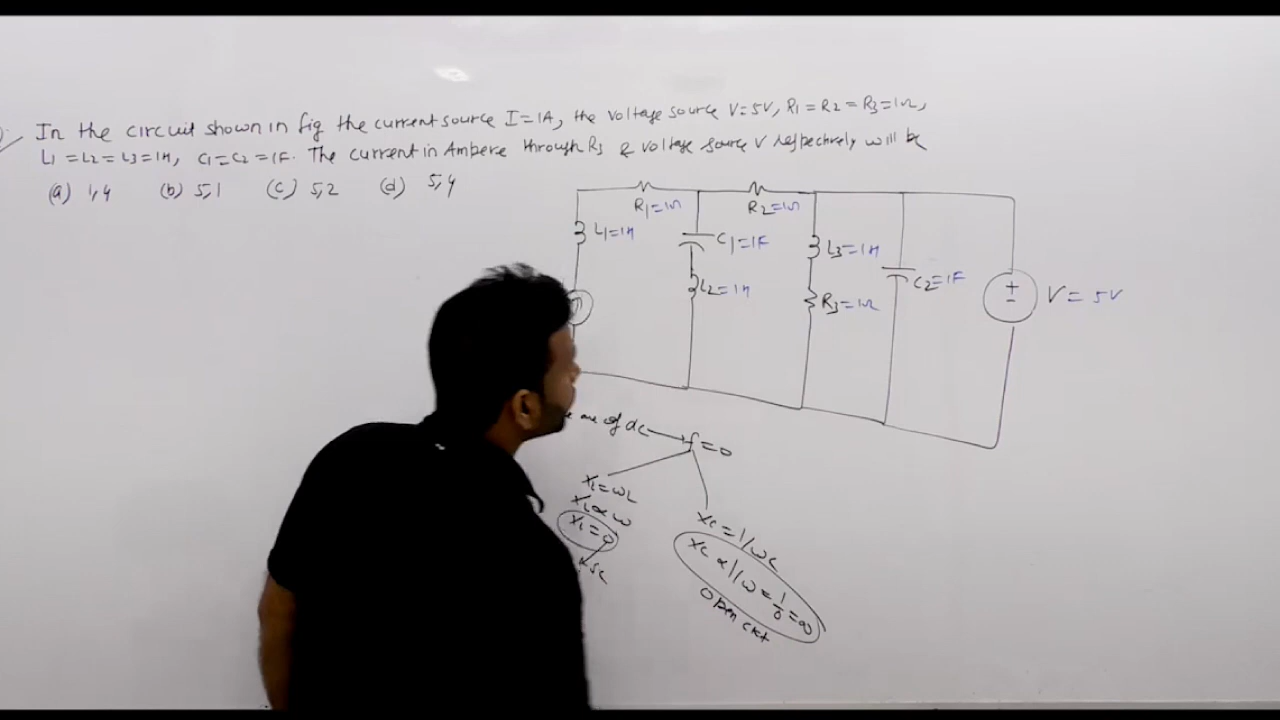 In the circuit shown in fig the current source I=1A, the voltage source V=5V, R1=R2=R3=1Ω,
L1=L2=L3=1H, C1=C2=1F. The current in Ampere through R3 & voltage source V respectively will be
(a) 1,4 (b) 5,1 (c) 5,2 (d) 5,4
R1=1Ω R2=1Ω
L1=1H C1=1F L3=1H
L2=1H R3=1Ω C2=1F + - V = 5V
of dc → f=0
XL=ωL
XL∝ω
XL=0
SC
Xc=1/ωC
Xc ∝ 1/ω = 1/0 = ∞
open ckt